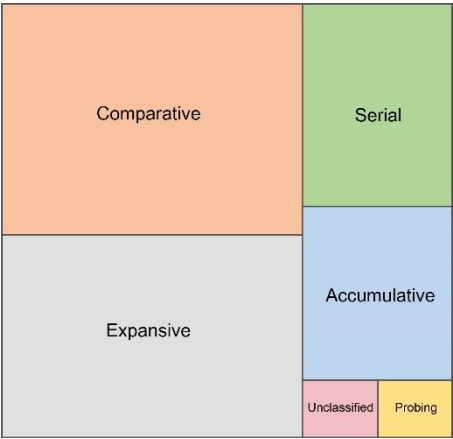 Comparative
Serial
Expansive
Accumulative
Unclassified
Probing